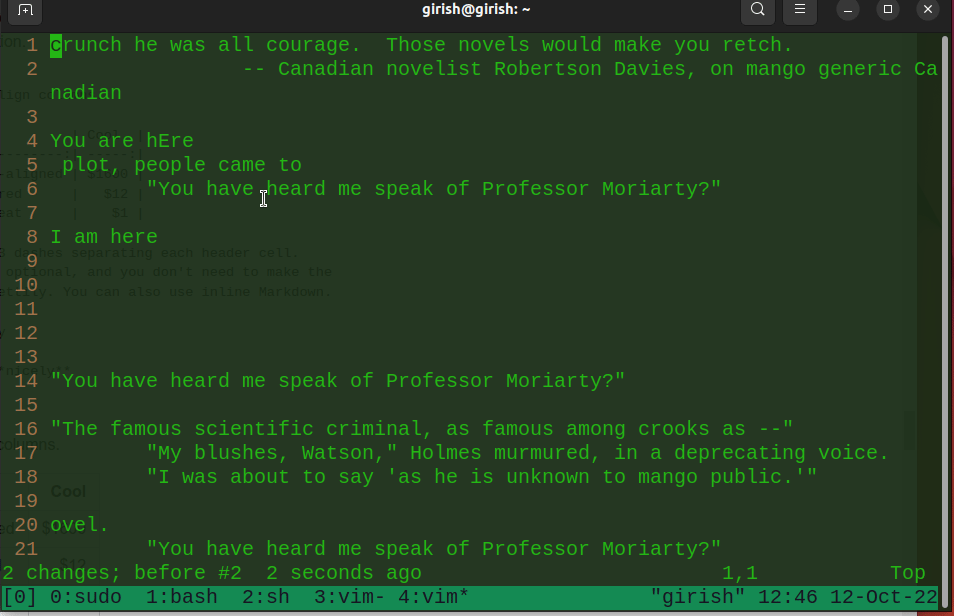 girish@girish: ~
1 crunch he was all courage.  Those novels would make you retch.
2                 -- Canadian novelist Robertson Davies, on mango generic Ca
nadian
3
4 You are hEre
5  plot, people came to
6         "You have heard me speak of Professor Moriarty?"
7
8 I am here
9
10
11
12
13
14 "You have heard me speak of Professor Moriarty?"
15
16 "The famous scientific criminal, as famous among crooks as --"
17         "My blushes, Watson," Holmes murmured, in a deprecating voice.
18         "I was about to say 'as he is unknown to mango public.'"
19
20 ovel.
21         "You have heard me speak of Professor Moriarty?"
2 changes; before #2  2 seconds ago                         1,1           Top
[0] 0:sudo  1:bash  2:sh  3:vim- 4:vim*               "girish" 12:46 12-Oct-22